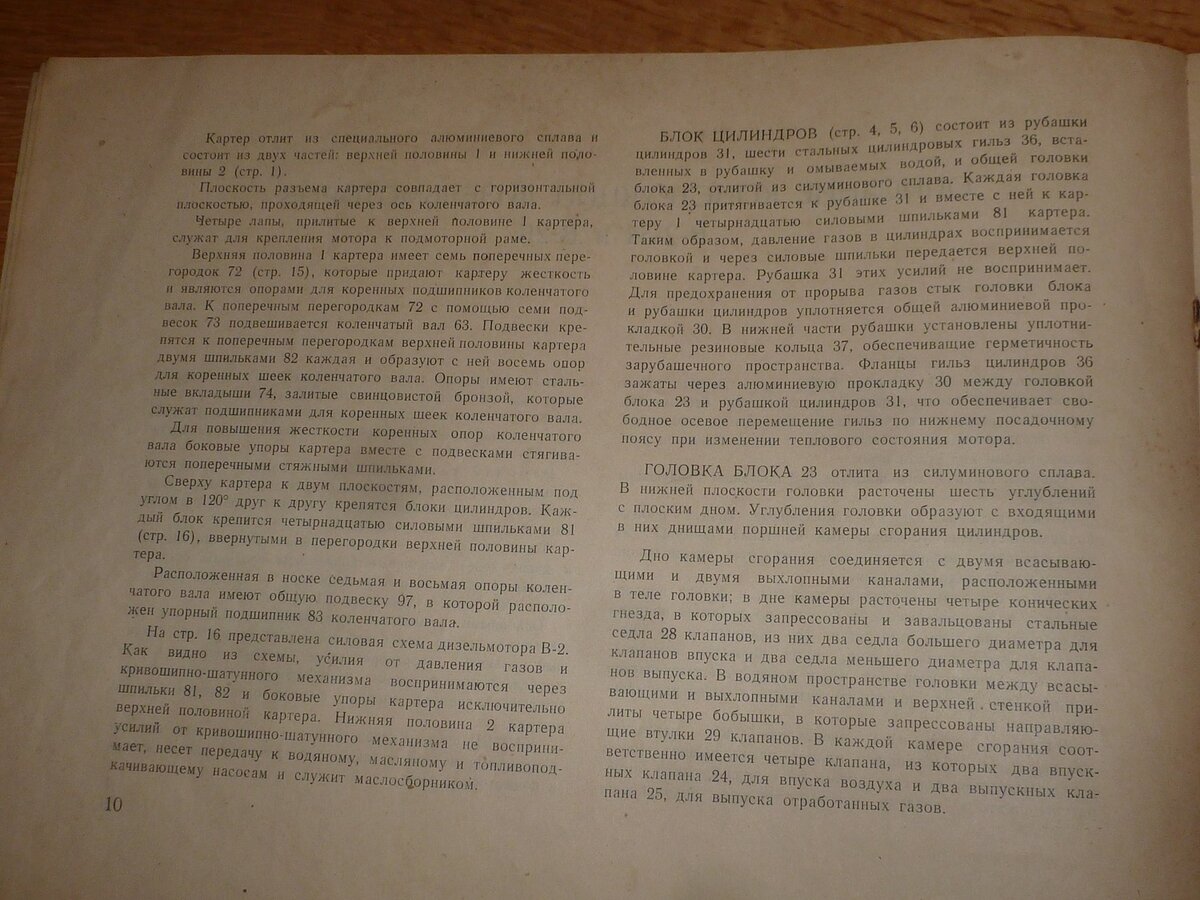 Картер отлит из специального алюминиевого сплава и
состоит из двух частей: верхней половины 1 и нижней поло-
вины 2 (стр. 1).
Плоскость разъема картера совпадает с горизонтальной
плоскостью, проходящей через ось коленчатого вала.
Четыре лапы, прилитые к верхней половине 1 картера,
служат для крепления мотора к подмоторной раме.
Верхняя половина 1 картера имеет семь поперечных пере-
городок 72 (стр. 15), которые придают картеру жесткость
и являются опорами для коренных подшипников коленчатого
вала. К поперечным перегородкам 72 с помощью семи под-
весок 73 подвешивается коленчатый вал 63. Подвески кре-
пятся к поперечным перегородкам верхней половины картера
двумя шпильками 82 каждая и образуют с ней восемь опор
для коренных шеек коленчатого вала. Опоры имеют сталь-
ные вкладыши 74, залитые свинцовистой бронзой, которые
служат подшипниками для коренных шеек коленчатого вала.
Для повышения жесткости коренных опор коленчатого
вала боковые упоры картера вместе с подвесками стягива-
ются поперечными стяжными шпильками.
Сверху картера к двум плоскостям, расположенным под
углом в 120° друг к другу крепятся блоки цилиндров. Каж-
дый блок крепится четырнадцатью силовыми шпильками 81
(стр. 16), ввернутыми в перегородки верхней половины кар-
тера.
Расположенная в носке седьмая и восьмая опоры колен-
чатого вала имеют общую подвеску 97, в которой располо-
жен упорный подшипник 83 коленчатого вала.
На стр. 16 представлена силовая схема дизельмотора В-2.
Как видно из схемы, усилия от давления газов и
кривошипно-шатунного механизма воспринимаются через
шпильки 81, 82 и боковые упоры картера исключительно
верхней половиной картера. Нижняя половина 2 картера
усилий от кривошипно-шатунного механизма не восприни-
мает, несет передачу к водяному, масляному и топливопод-
качивающему насосам и служит маслосборником.
10
БЛОК ЦИЛИНДРОВ (стр. 4, 5, 6) состоит из рубашки
цилиндров 31, шести стальных цилиндровых гильз 36, вста-
вленных в рубашку и омываемых водой, и общей головки
блока 23, отлитой из силуминового сплава. Каждая головка
блока 23 притягивается к рубашке 31 и вместе с ней к кар-
теру 1 четырнадцатью силовыми шпильками 81 картера.
Таким образом, давление газов в цилиндрах воспринимается
головкой и через силовые шпильки передается верхней по-
ловине картера. Рубашка 31 этих усилий не воспринимает.
Для предохранения от прорыва газов стык головки блока
и рубашки цилиндров уплотняется общей алюминиевой про-
кладкой 30. В нижней части рубашки установлены уплотни-
тельные резиновые кольца 37, обеспечивающие герметичность
зарубашечного пространства. Фланцы гильз цилиндров 36
зажаты через алюминиевую прокладку 30 между головкой
блока 23 и рубашкой цилиндров 31, что обеспечивает сво-
бодное осевое перемещение гильз по нижнему посадочному
поясу при изменении теплового состояния мотора.
ГОЛОВКА БЛОКА 23 отлита из силуминового сплава.
В нижней плоскости головки расточены шесть углублений
с плоским дном. Углубления головки образуют с входящими
в них днищами поршней камеры сгорания цилиндров.
Дно камеры сгорания соединяется с двумя всасываю-
щими и двумя выхлопными каналами, расположенными
в теле головки; в дне камеры расточены четыре конических
гнезда, в которых запрессованы и завальцованы стальные
седла 28 клапанов, из них два седла большего диаметра для
клапанов впуска и два седла меньшего диаметра для клапа-
нов выпуска. В водяном пространстве головки между всасы-
вающими и выхлопными каналами и верхней стенкой при-
литы четыре бобышки, в которые запрессованы направляю-
щие втулки 29 клапанов. В каждой камере сгорания соот-
ветственно имеется четыре клапана, из которых два впуск-
ных клапана 24, для впуска воздуха и два выпускных кла-
пана 25, для выпуска отработанных газов.